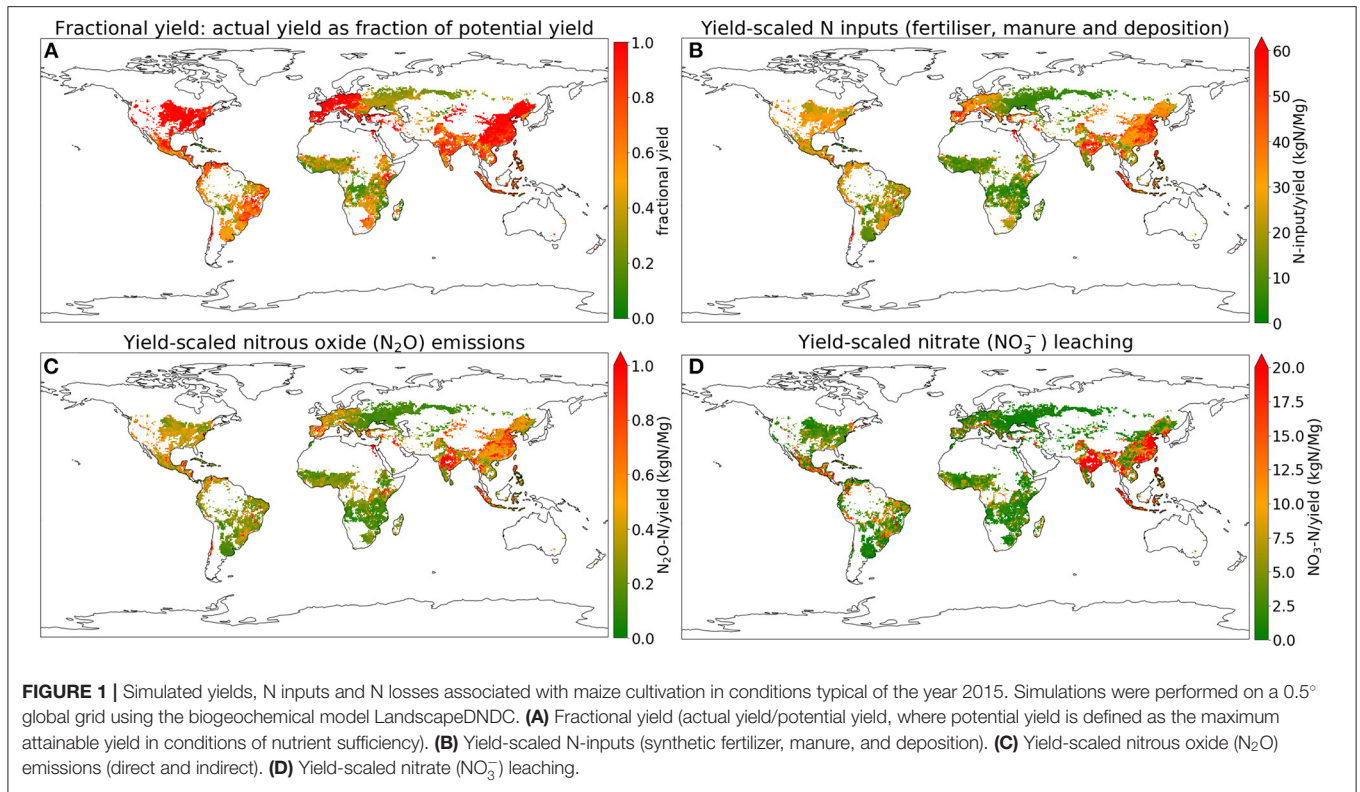 Fractional yield: actual yield as fraction of potential yield
A
1.0
0.8
0.6
0.4
0.2
0.0
fractional yield
Yield-scaled N inputs (fertiliser, manure and deposition)
B
60
50
40
30
20
10
0
N-input/yield (kgN/Mg)
Yield-scaled nitrous oxide (N₂O) emissions
C
1.0
0.8
0.6
0.4
0.2
0.0
N₂O-N/yield (kgN/Mg)
Yield-scaled nitrate (NO₃⁻) leaching
D
20.0
17.5
15.0
12.5
10.0
7.5
5.0
2.5
0.0
NO₃-N/yield (kgN/Mg)
FIGURE 1 | Simulated yields, N inputs and N losses associated with maize cultivation in conditions typical of the year 2015. Simulations were performed on a 0.5°
global grid using the biogeochemical model LandscapeDNDC. (A) Fractional yield (actual yield/potential yield, where potential yield is defined as the maximum
attainable yield in conditions of nutrient sufficiency). (B) Yield-scaled N-inputs (synthetic fertilizer, manure, and deposition). (C) Yield-scaled nitrous oxide (N₂O)
emissions (direct and indirect). (D) Yield-scaled nitrate (NO₃⁻) leaching.